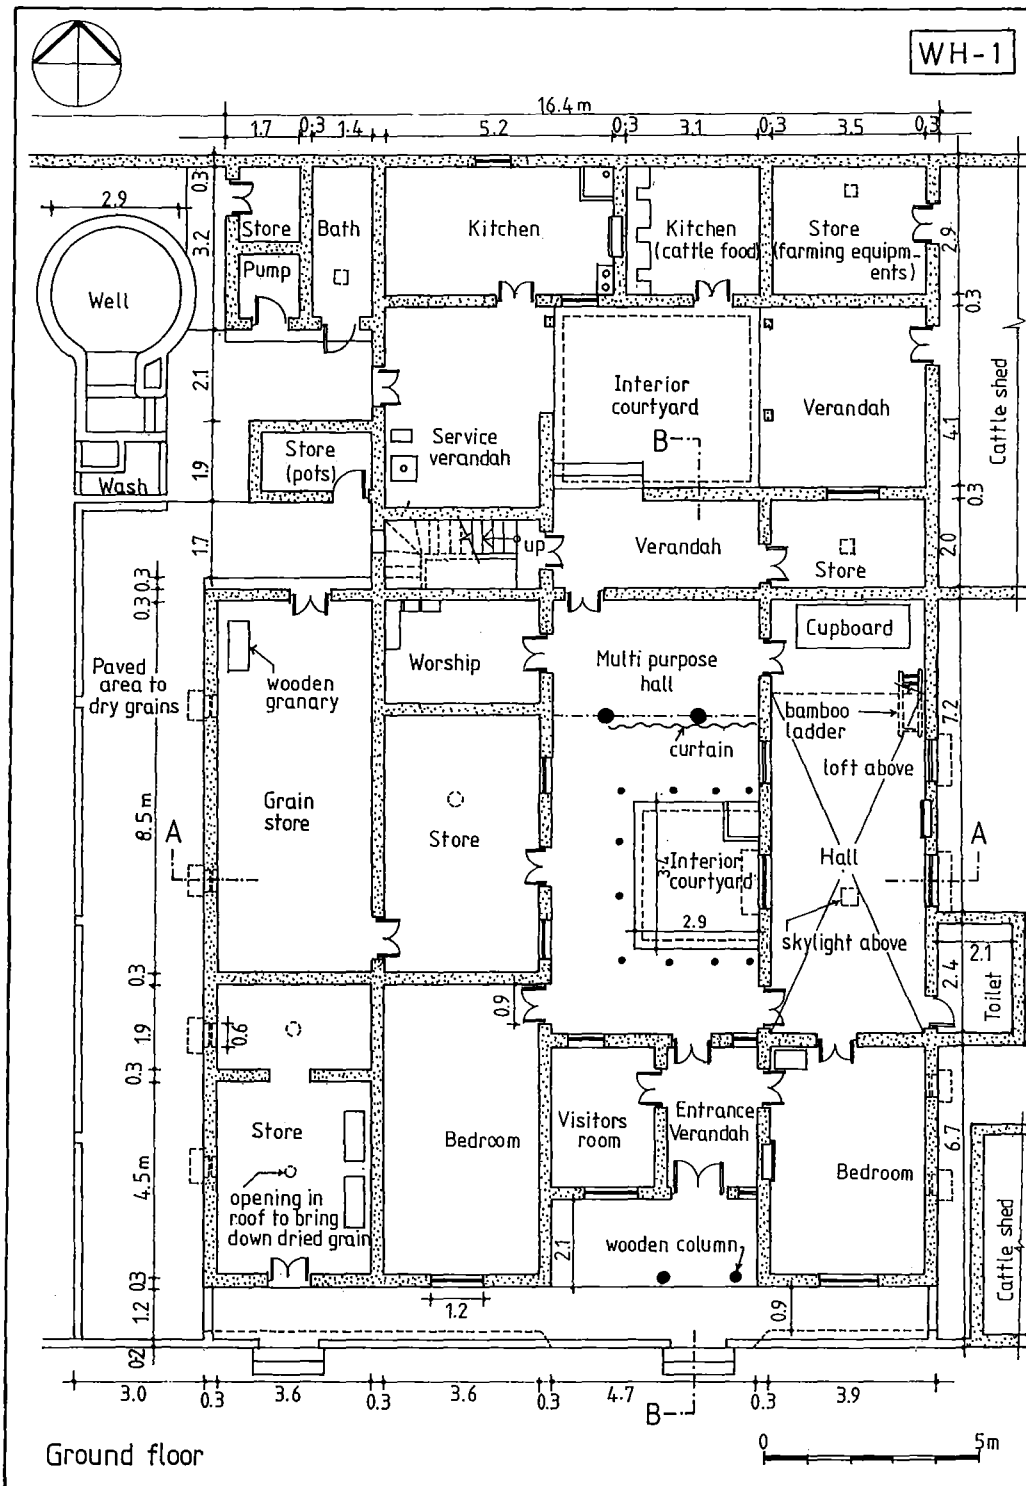 WH-1
16.4 m
1.7
0.3
1.4
5.2
0.3
3.1
0.3
3.5
0.3
2.9
0.3
3.2
Store
Bath
Kitchen
Kitchen
(cattle food)
Store
(farming equipm-
ents)
2.9
Pump
Well
0.3
2.1
Interior
courtyard
Verandah
Cattle shed
B
4.1
Service
verandah
Store
(pots)
1.9
Wash
0.3
1.7
up
Verandah
Store
2.0
0.3
0.3
Cupboard
Worship
Multi purpose
hall
Paved
area to
dry grains
wooden
granary
bamboo
ladder
7.2
curtain
loft above
8.5 m
Grain
store
A
Store
A
Interior
courtyard
3.4
Hall
2.9
skylight above
2.1
2.4
Toilet
0.3
0.9
1.9
0.6
0.3
Visitors
room
Entrance
Verandah
Store
Bedroom
6.7
Bedroom
4.5 m
opening in
roof to bring
down dried grain
wooden column
2.1
Cattle shed
0.3
1.2
1.2
0.9
0.2
3.0
0.3
3.6
0.3
3.6
0.3
4.7
0.3
3.9
B
Ground floor
0
5m